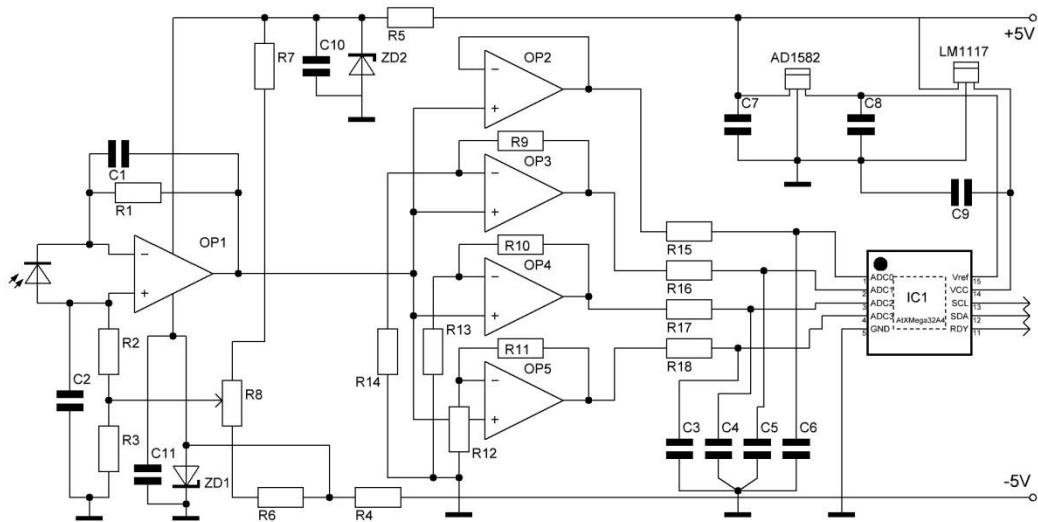 R5
+5V
R7
C10
ZD2
OP2
AD1582
LM1117
−
+
C7
C8
C1
R9
OP3
R1
−
+
C9
OP1
−
+
R10
OP4
R15
R16
R17
R18
−
+
ADC0
ADC1
ADC2
ADC3
GND
IC1
AtXMega32A4
Vref
VCC
SCL
SDA
RDY
1
2
3
4
5
15
14
13
12
11
R2
R13
R14
R11
OP5
−
+
C2
R8
R3
R12
C3
C4
C5
C6
C11
ZD1
R6
R4
-5V